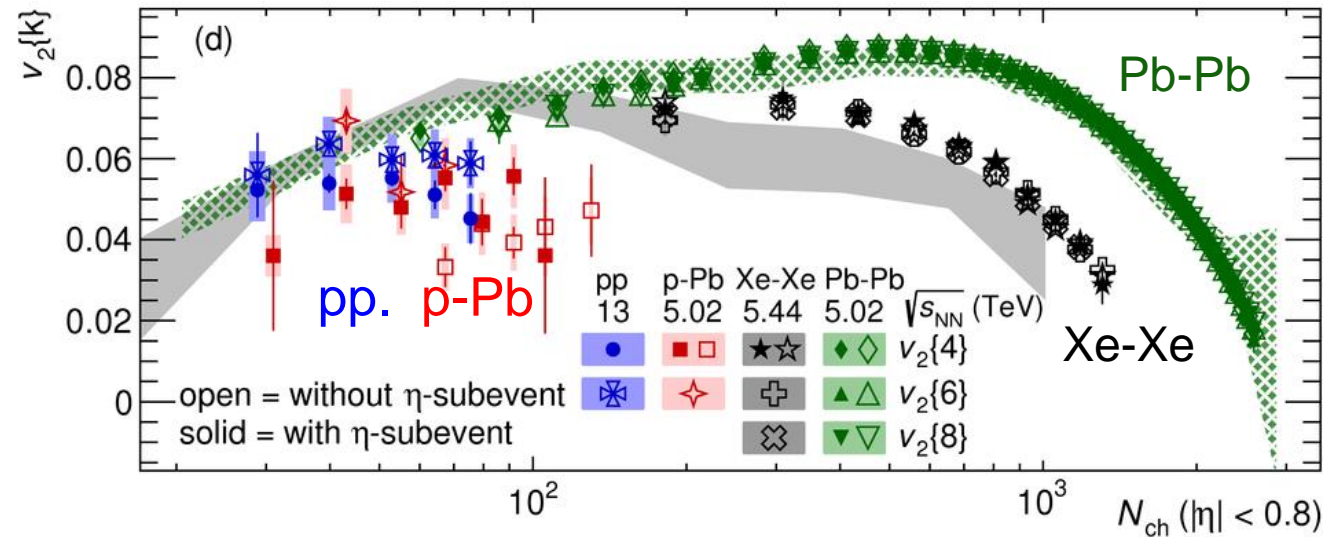 v₂{k}
(d)
0.08
0.06
0.04
0.02
0
Pb-Pb
pp. p-Pb
Xe-Xe
pp p-Pb Xe-Xe Pb-Pb
13 5.02 5.44 5.02 √sNN (TeV)
v₂{4}
v₂{6}
v₂{8}
open = without η-subevent
solid = with η-subevent
10²
10³
Nch (|η| < 0.8)